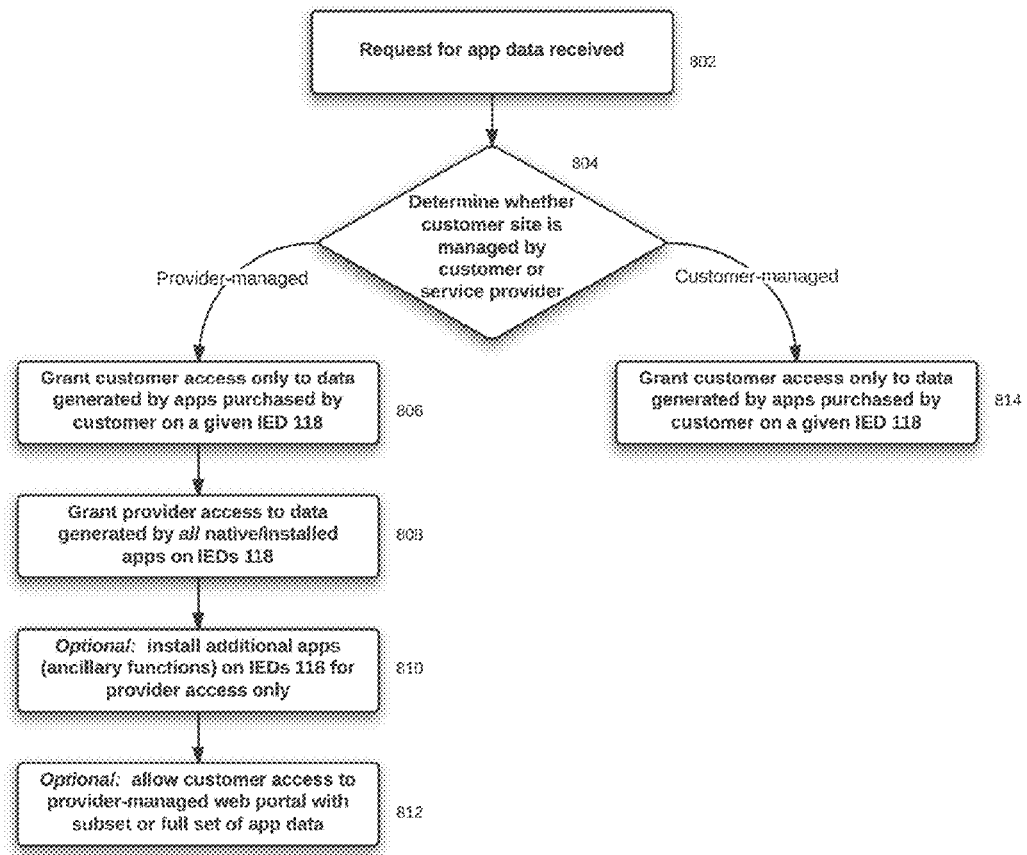 Request for app data received
802
804
Determine whether
customer site is
managed by
customer or
service provider
Provider-managed
Customer-managed
Grant customer access only to data
generated by apps purchased by
customer on a given IED 118
806
Grant customer access only to data
generated by apps purchased by
customer on a given IED 118
814
Grant provider access to data
generated by all native/installed
apps on IEDs 118
808
Optional: install additional apps
(ancillary functions) on IEDs 118 for
provider access only
810
Optional: allow customer access to
provider-managed web portal with
subset or full set of app data
812